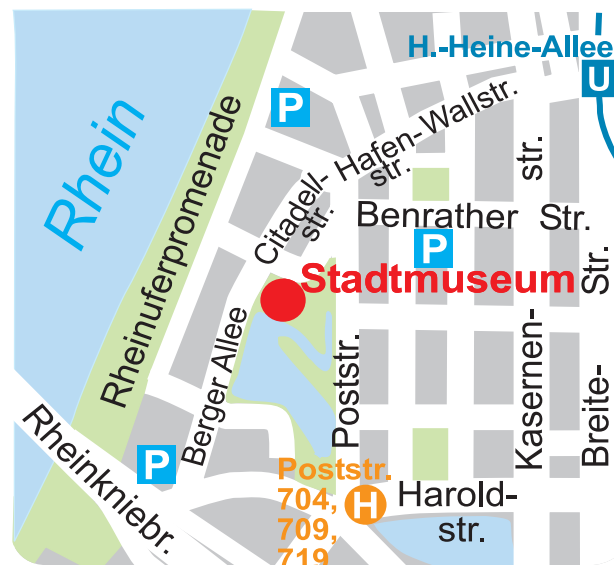 H.-Heine-Allee
U
P
Rhein
Rheinuferpromenade
Citadell-
str.
Hafen-
str.
Wallstr.
str.
Benrather Str.
P
Str.
Stadtmuseum
Berger Allee
Poststr.
Kasernen-
Breite-
Rheinkniebr.
P
Poststr.
704,
709,
719
H
Harold-
str.